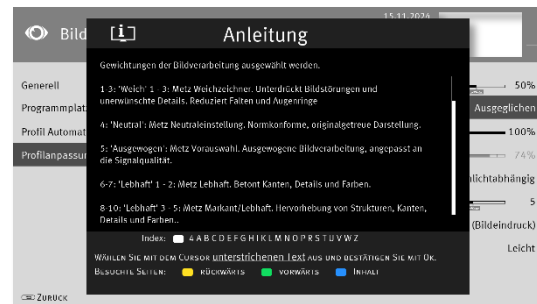 15.11.2024
Bild
[i] Anleitung
Gewichtungen der Bildverarbeitung ausgewählt werden.
1-3: 'Weich' 1 - 3: Metz Weichzeichner. Unterdrückt Bildstörungen und
unerwünschte Details. Reduziert Falten und Augenringe
4: 'Neutral': Metz Neutraleinstellung. Normkonforme, originalgetreue Darstellung.
5: 'Ausgewogen': Metz Vorauswahl. Ausgewogene Bildverarbeitung, angepasst an
die Signalqualität.
6-7: 'Lebhaft' 1 - 2: Metz Lebhaft. Betont Kanten, Details und Farben.
8-10: 'Lebhaft' 3 - 5: Metz Markant/Lebhaft. Hervorhebung von Strukturen, Kanten,
Details und Farben..
Index: 4 A B C D E F G H I K L M N O P R S T U V W Z
Wählen Sie mit dem Cursor unterstrichenen Text aus und bestätigen Sie mit Ok.
Besuchte Seiten: rückwärts vorwärts Inhalt
Generell
Programmplat
Profil Automat
Profilanpassun
50%
Ausgeglichen
100%
74%
lichtabhängig
5
(Bildeindruck)
Leicht
Zurück